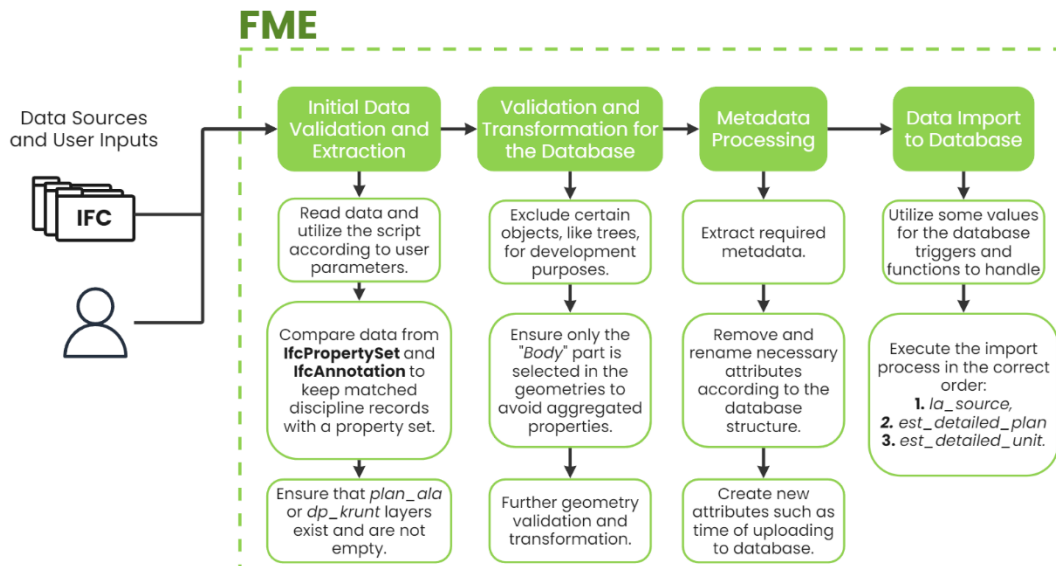 FME
Data Sources
and User Inputs
IFC
Initial Data
Validation and
Extraction
Read data and
utilize the script
according to user
parameters.
Compare data from
IfcPropertySet and
IfcAnnotation to
keep matched
discipline records
with a property set.
Ensure that plan_ala
or dp_krunt layers
exist and are not
empty.
Validation and
Transformation for
the Database
Exclude certain
objects, like trees,
for development
purposes.
Ensure only the
"Body" part is
selected in the
geometries to
avoid aggregated
properties.
Further geometry
validation and
transformation.
Metadata
Processing
Extract required
metadata.
Remove and
rename necessary
attributes
according to the
database
structure.
Create new
attributes such as
time of uploading
to database.
Data Import
to Database
Utilize some values
for the database
triggers and
functions to handle
Execute the import
process in the correct
order:
1. la_source,
2. est_detailed_plan
3. est_detailed_unit.